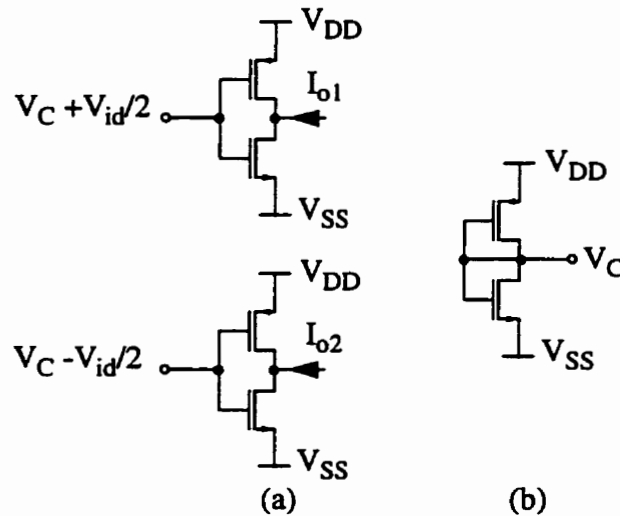 V_DD
I_o1
V_C +V_id/2
V_SS
V_DD
I_o2
V_C -V_id/2
V_SS
(a)
V_DD
V_C
V_SS
(b)